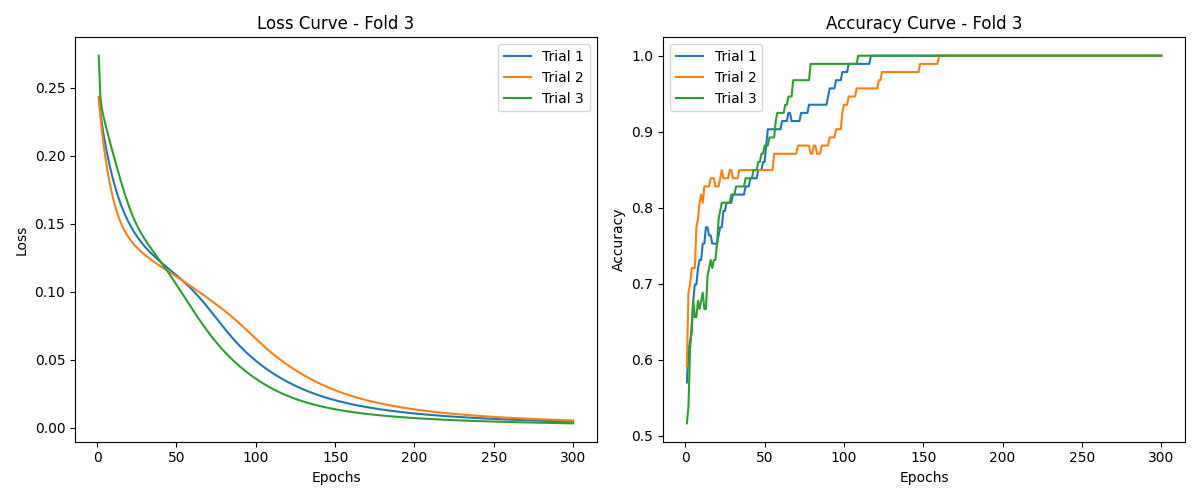 Loss Curve - Fold 3
Loss
0.25
0.20
0.15
0.10
0.05
0.00
Trial 1
Trial 2
Trial 3
0 50 100 150 200 250 300
Epochs
Accuracy Curve - Fold 3
Accuracy
1.0
0.9
0.8
0.7
0.6
0.5
Trial 1
Trial 2
Trial 3
0 50 100 150 200 250 300
Epochs